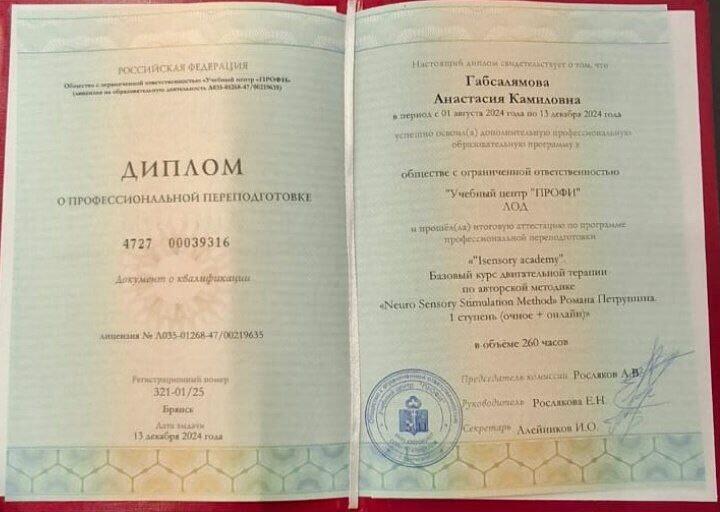 РОССИЙСКАЯ ФЕДЕРАЦИЯ
Общество с ограниченной ответственностью «Учебный центр «ПРОФИ»
(лицензия на образовательную деятельность Л035-01268-47/00219635)
ДИПЛОМ
О ПРОФЕССИОНАЛЬНОЙ ПЕРЕПОДГОТОВКЕ
4727 00039316
Документ о квалификации
лицензия № Л035-01268-47/00219635
Регистрационный номер
321-01/25
Брянск
Дата выдачи
13 декабря 2024 года
Настоящий диплом свидетельствует о том, что
Габсалямова
Анастасия Камиловна
в период с 01 августа 2024 года по 13 декабря 2024 года
успешно освоил(а) дополнительную профессиональную
образовательную программу в
обществе с ограниченной ответственностью
"Учебный центр "ПРОФИ"
ЛОД
и прошёл(ла) итоговую аттестацию по программе
профессиональной переподготовки
«"Isensory academy".
Базовый курс двигательной терапии
по авторской методике
«Neuro Sensory Stimulation Method» Романа Петрунина.
1 ступень (очное + онлайн)»
в объёме 260 часов
Председатель комиссии Росляков А.В.
Руководитель Рослякова Е.Н.
Секретарь Алейников И.О.